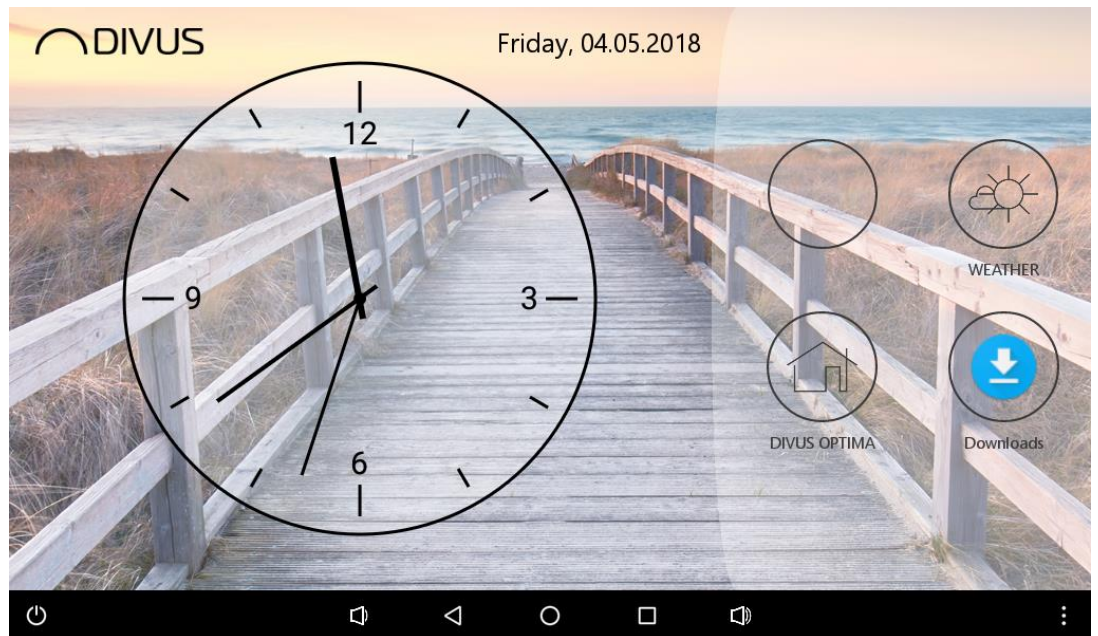 DIVUS
Friday, 04.05.2018
12
9
3
6
WEATHER
DIVUS OPTIMA
Downloads